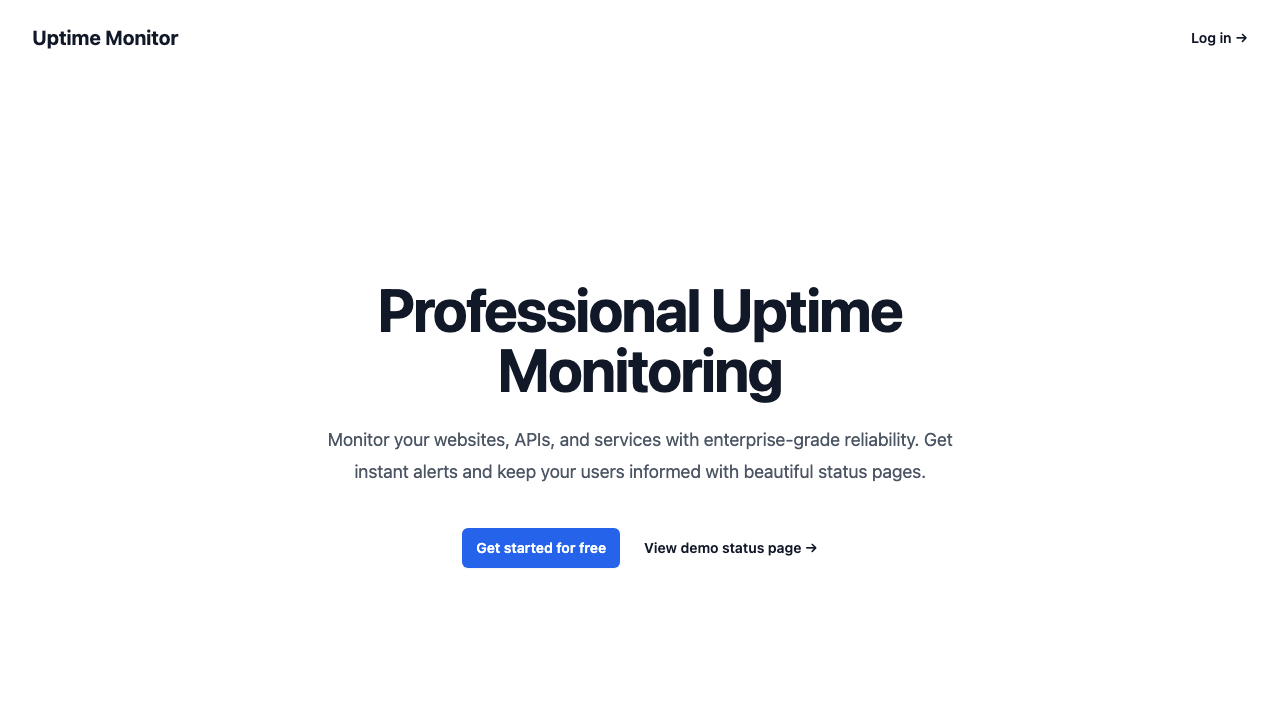 Uptime Monitor
Log in →
Professional Uptime
Monitoring
Monitor your websites, APIs, and services with enterprise-grade reliability. Get
instant alerts and keep your users informed with beautiful status pages.
Get started for free
View demo status page →